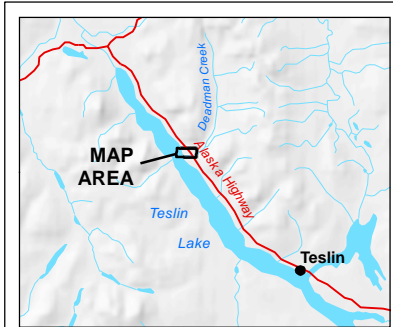 Deadman Creek
MAP
AREA
Alaska Highway
Teslin
Lake
Teslin